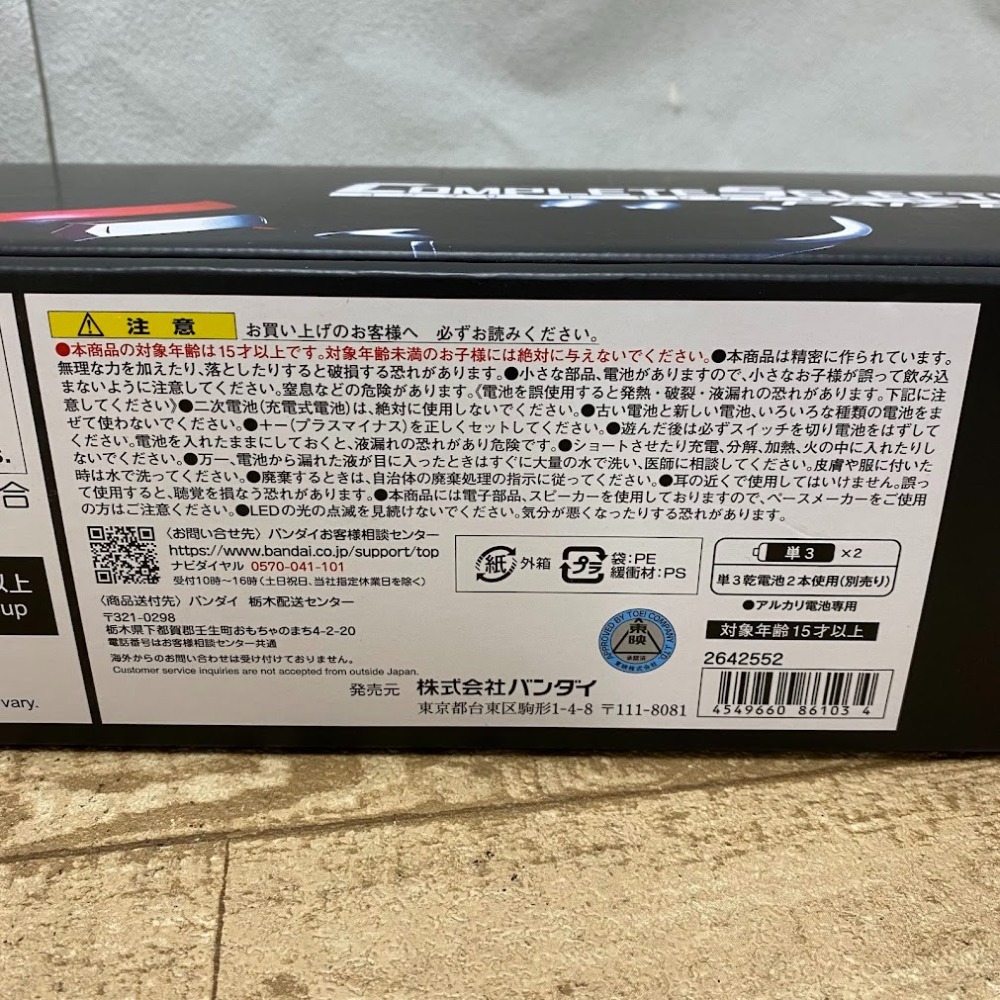 COMPLETE SELECT
s.
合
以上
up
vary.
⚠ 注意 お買い上げのお客様へ 必ずお読みください。
●本商品の対象年齢は15才以上です。対象年齢未満のお子様には絶対に与えないでください。●本商品は精密に作られています。
無理な力を加えたり、落としたりすると破損する恐れがあります。●小さな部品、電池がありますので、小さなお子様が誤って飲み込
まないように注意してください。窒息などの危険があります。《電池を誤使用すると発熱・破裂・液漏れの恐れがあります。下記に注
意してください》●二次電池(充電式電池)は、絶対に使用しないでください。●古い電池と新しい電池、いろいろな種類の電池をま
ぜて使わないでください。●+－(プラスマイナス)を正しくセットしてください。●遊んだ後は必ずスイッチを切り電池をはずして
ください。電池を入れたままにしておくと、液漏れの恐れがあり危険です。●ショートさせたり充電、分解、加熱、火の中に入れたりし
ないでください。●万一、電池から漏れた液が目に入ったときはすぐに大量の水で洗い、医師に相談してください。皮膚や服に付いた
時は水で洗ってください。●廃棄するときは、自治体の廃棄処理の指示に従ってください。●耳の近くで使用してはいけません。誤っ
て使用すると、聴覚を損なう恐れがあります。●本商品には電子部品、スピーカーを使用しておりますので、ペースメーカーをご使用
の方はご注意ください。●LEDの光の点滅を見続けないでください。気分が悪くなったりする恐れがあります。
〈お問い合せ先〉バンダイお客様相談センター
https://www.bandai.co.jp/support/top
ナビダイヤル 0570-041-101
受付10時～16時(土日祝日、当社指定休業日を除く)
〈商品送付先〉バンダイ 栃木配送センター
〒321-0298
栃木県下都賀郡壬生町おもちゃのまち4-2-20
電話番号はお客様相談センター共通
海外からのお問い合わせは受け付けておりません。
Customer service inquiries are not accepted from outside Japan.
発売元 株式会社バンダイ
東京都台東区駒形1-4-8 〒111-8081
紙 外箱
プラ 袋:PE
緩衝材:PS
単3 ×2
単3乾電池2本使用(別売り)
●アルカリ電池専用
APPROVED BY TOEI COMPANY, LTD.
東映
承認済
東映株式会社
対象年齢15才以上
2642552
4549660 86103 4